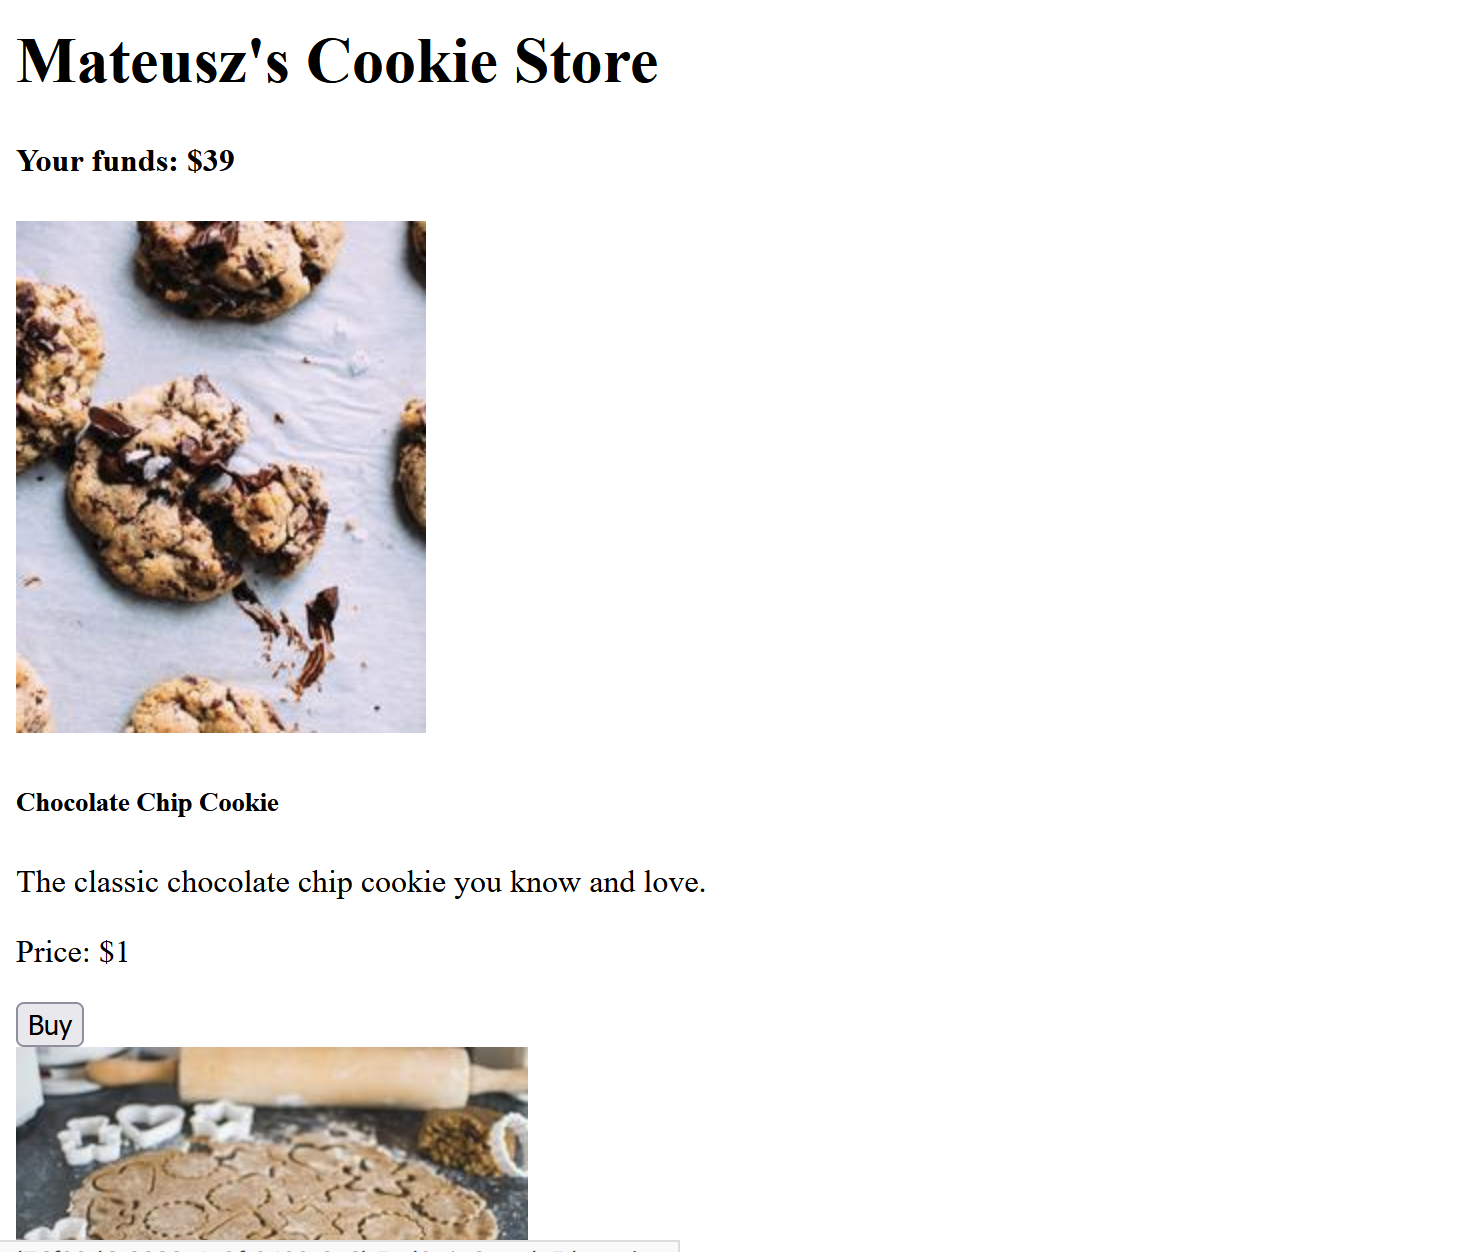 Mateusz's Cookie Store
Your funds: $39
Chocolate Chip Cookie
The classic chocolate chip cookie you know and love.
Price: $1
Buy